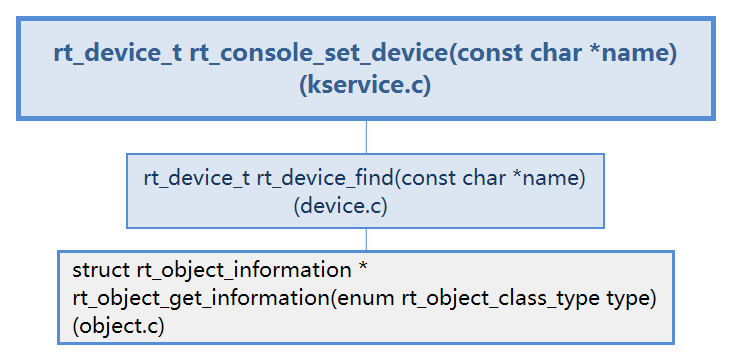 rt_device_t rt_console_set_device(const char *name)
(kservice.c)
rt_device_t rt_device_find(const char *name)
(device.c)
struct rt_object_information *
rt_object_get_information(enum rt_object_class_type type)
(object.c)